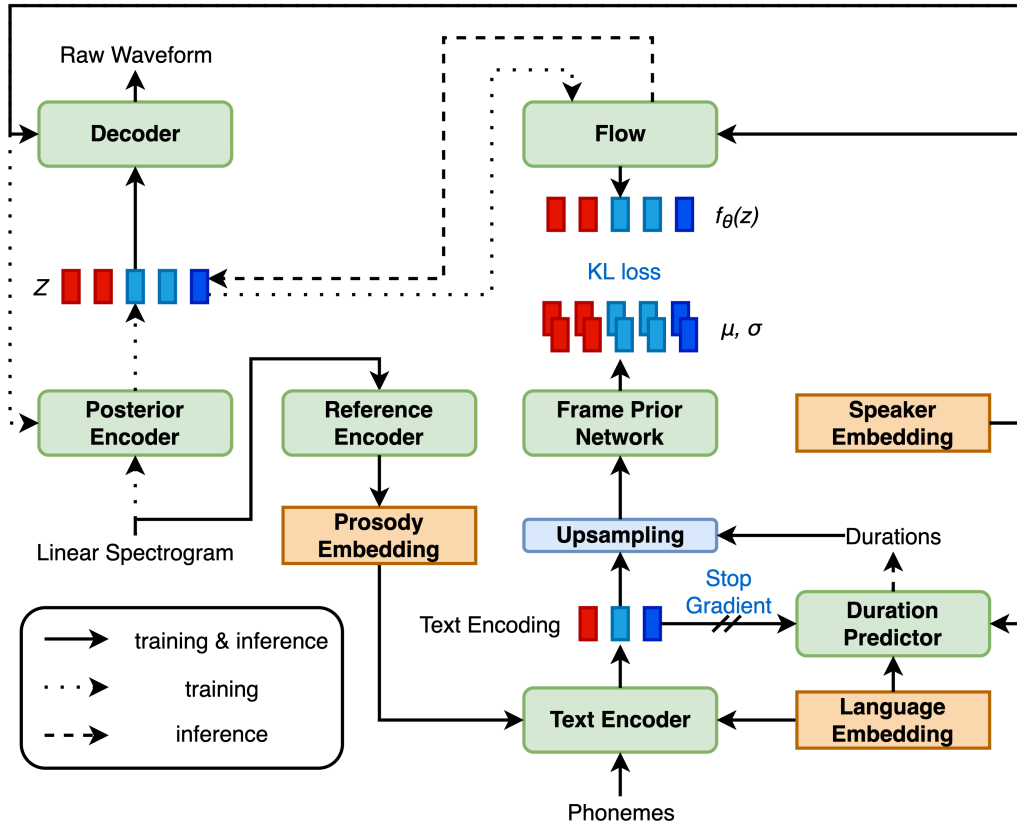 Raw Waveform
Decoder
Flow
fθ(z)
z
KL loss
μ, σ
Posterior
Encoder
Reference
Encoder
Frame Prior
Network
Speaker
Embedding
Linear Spectrogram
Prosody
Embedding
Upsampling
Durations
Stop
Gradient
Text Encoding
Duration
Predictor
training & inference
training
inference
Text Encoder
Language
Embedding
Phonemes